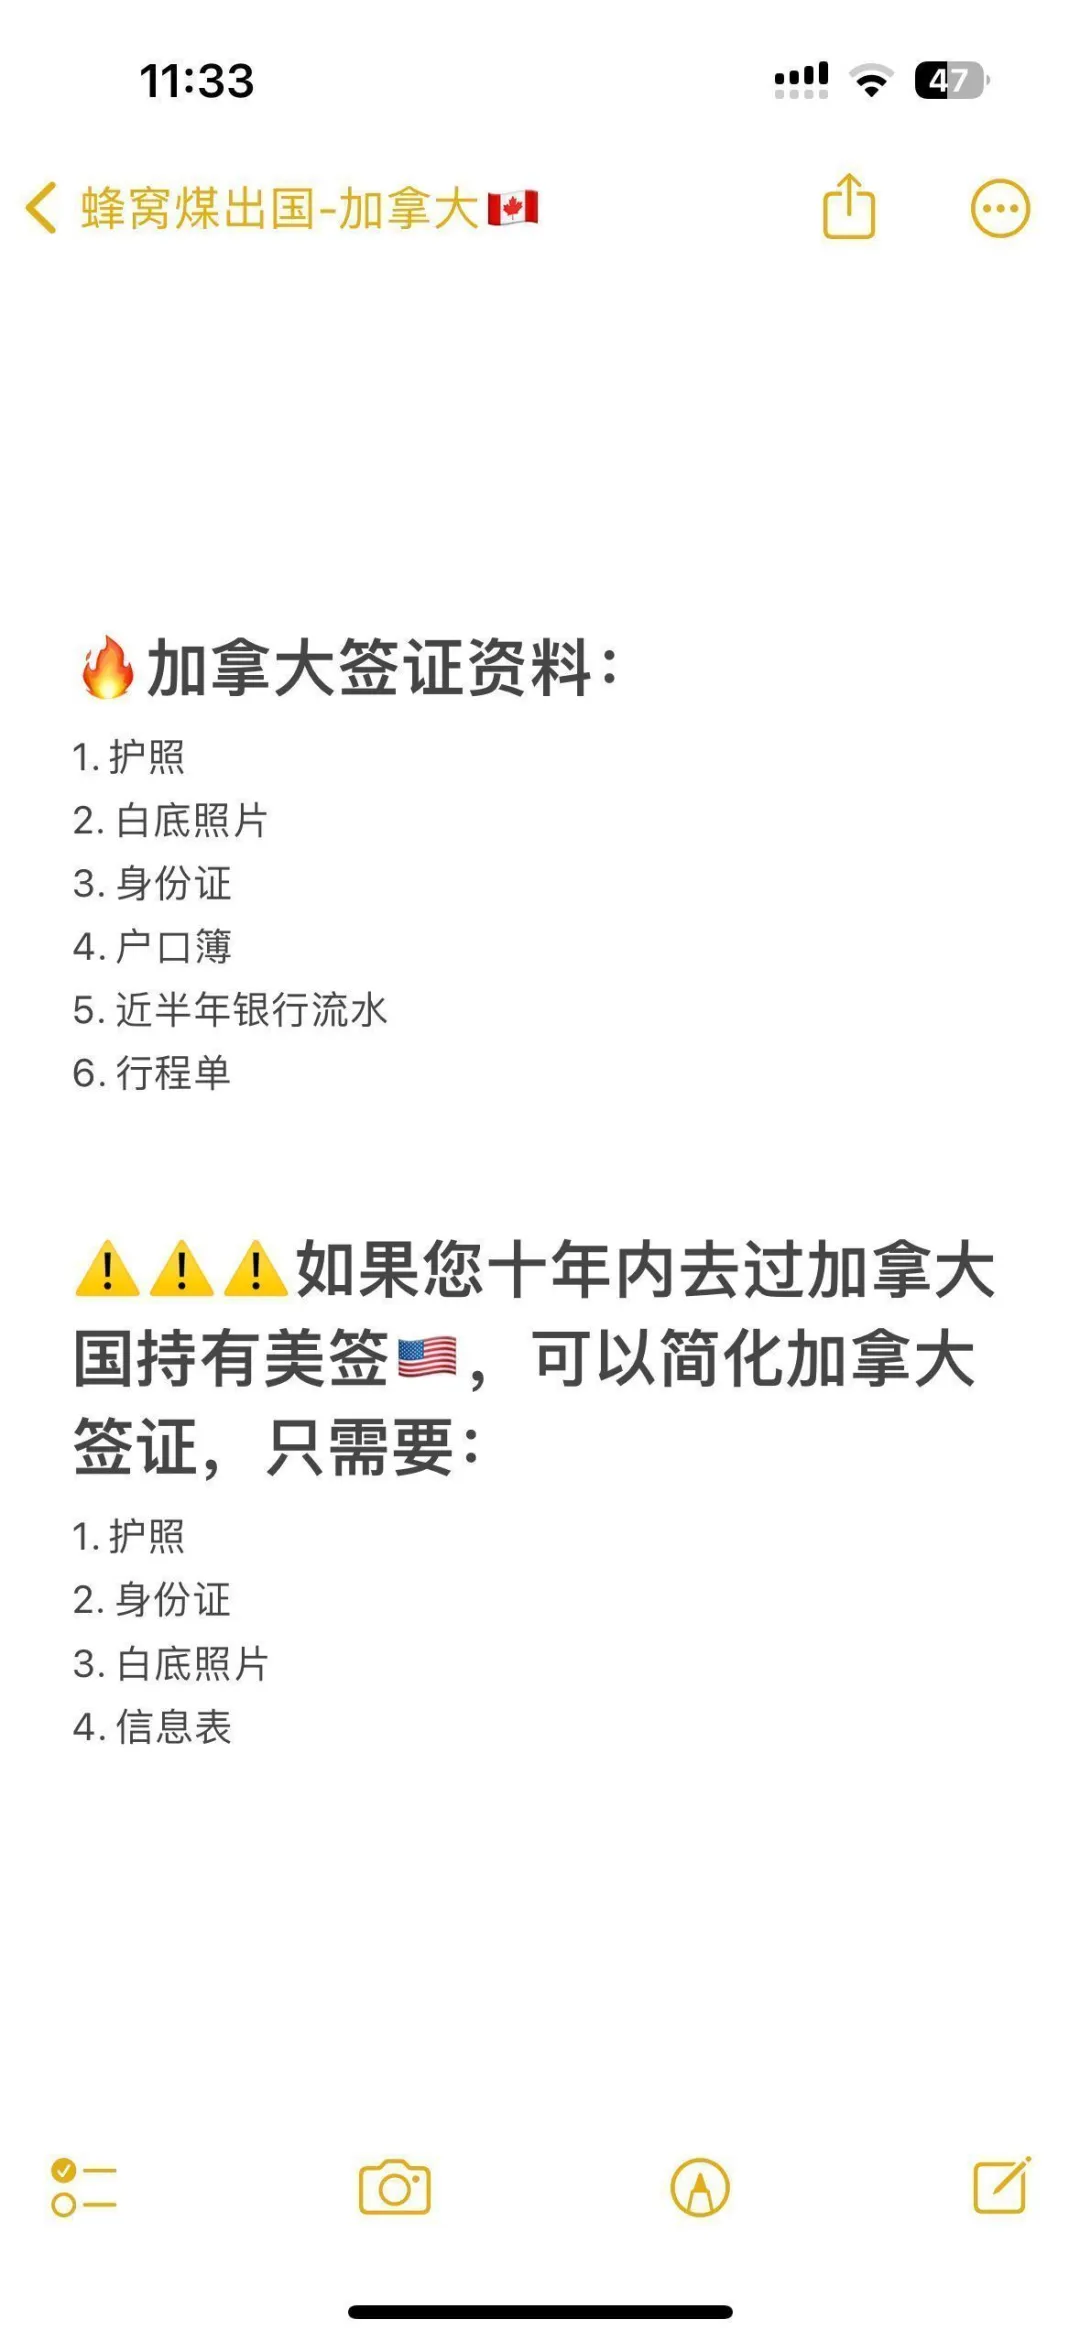 11:33
47
蜂窝煤出国-加拿大🇨🇦
🔥加拿大签证资料：
1. 护照
2. 白底照片
3. 身份证
4. 户口簿
5. 近半年银行流水
6. 行程单
⚠️⚠️⚠️如果您十年内去过加拿大
国持有美签🇺🇸，可以简化加拿大
签证，只需要：
1. 护照
2. 身份证
3. 白底照片
4. 信息表